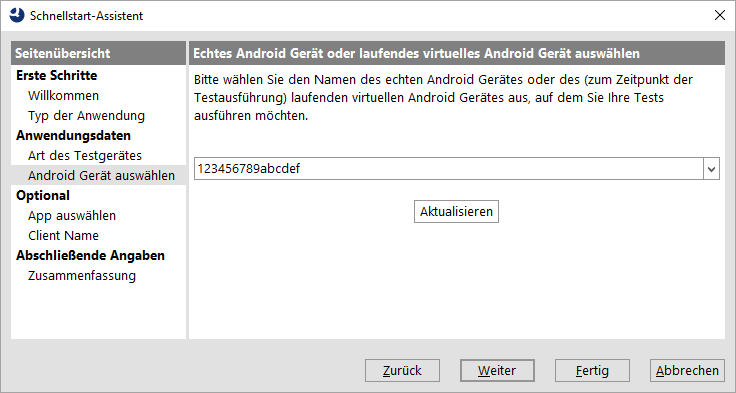 Schnellstart-Assistent
Seitenübersicht
Erste Schritte
Willkommen
Typ der Anwendung
Anwendungsdaten
Art des Testgerätes
Android Gerät auswählen
Optional
App auswählen
Client Name
Abschließende Angaben
Zusammenfassung
Echtes Android Gerät oder laufendes virtuelles Android Gerät auswählen
Bitte wählen Sie den Namen des echten Android Gerätes oder des (zum Zeitpunkt der
Testausführung) laufenden virtuellen Android Gerätes aus, auf dem Sie Ihre Tests
ausführen möchten.
123456789abcdef
Aktualisieren
Zurück
Weiter
Fertig
Abbrechen